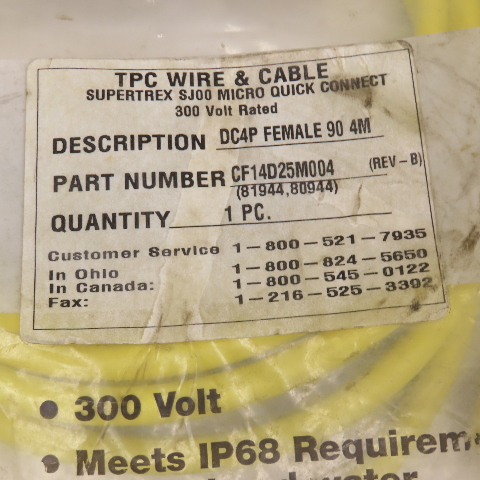 TPC WIRE & CABLE
SUPERTREX SJ00 MICRO QUICK CONNECT
300 Volt Rated
DESCRIPTION DC4P FEMALE 90 4M
PART NUMBER CF14D25M004 (REV-B)
(81944,80944)
QUANTITY 1 PC.
Customer Service 1-800-521-7935
In Ohio 1-800-824-5650
In Canada: 1-800-545-0122
Fax: 1-216-525-3392
• 300 Volt
• Meets IP68 Requirem
water